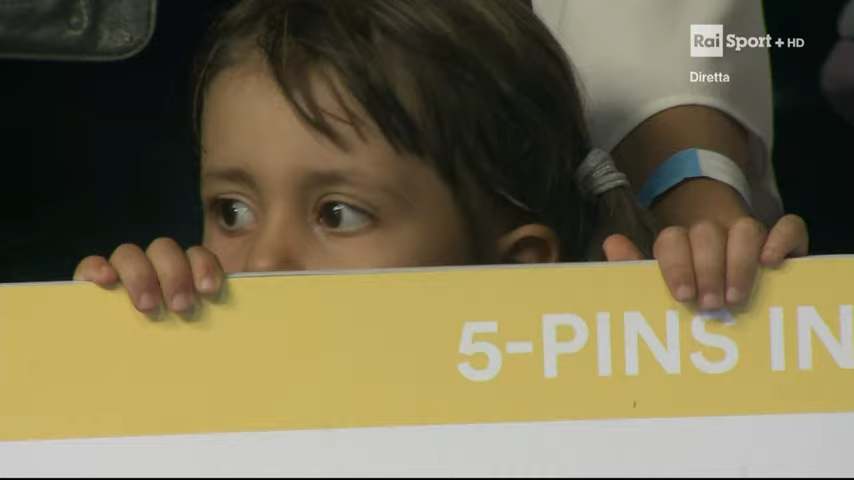 Rai Sport + HD
Diretta
5-PINS IN